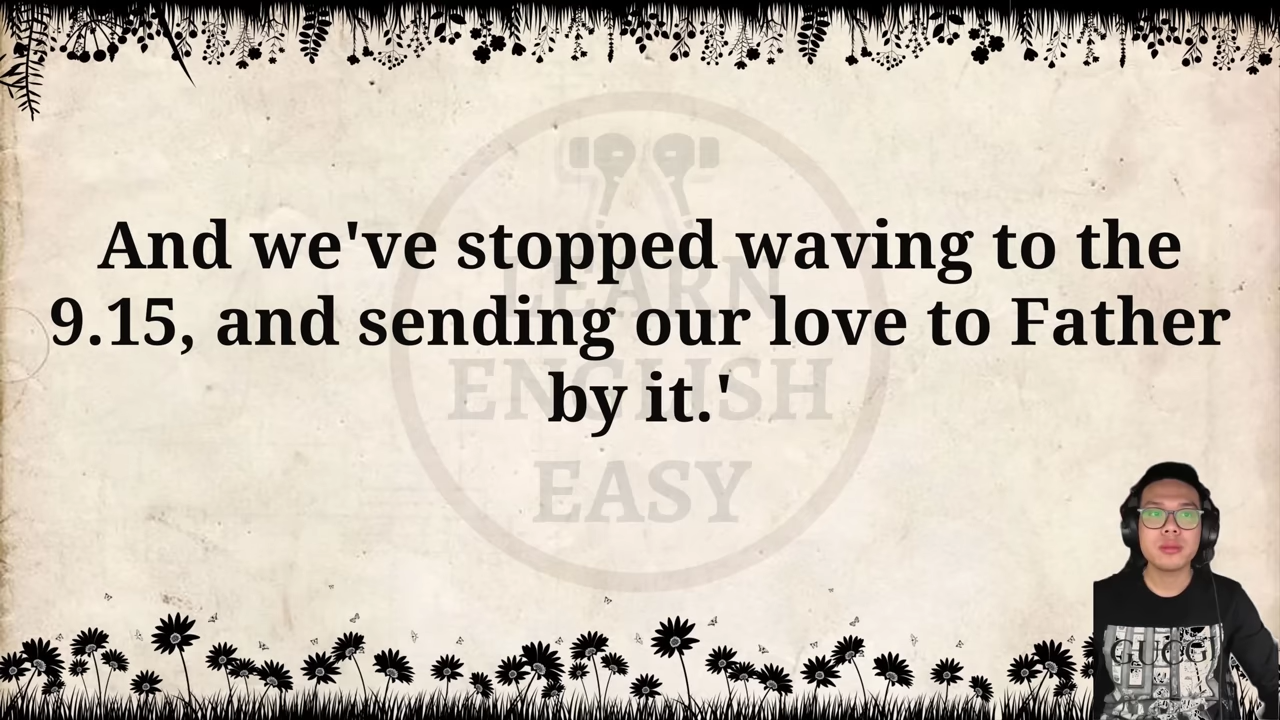 And we've stopped waving to the
9.15, and sending our love to Father
by it.'
LEARN
ENGLISH
EASY
GUCCI